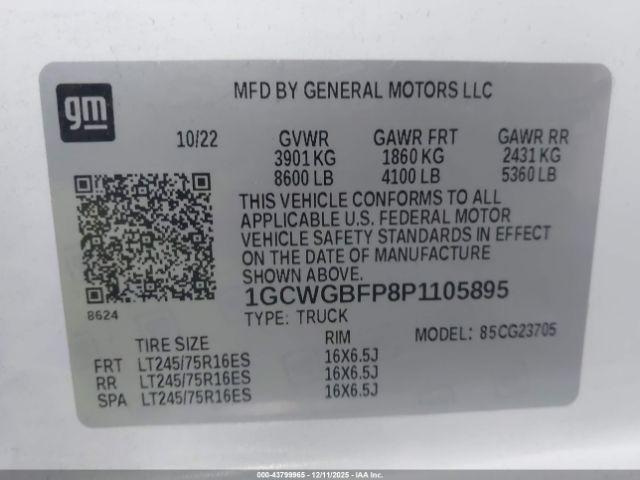 gm
MFD BY GENERAL MOTORS LLC
10/22 GVWR GAWR FRT GAWR RR
3901 KG 1860 KG 2431 KG
8600 LB 4100 LB 5360 LB
THIS VEHICLE CONFORMS TO ALL
APPLICABLE U.S. FEDERAL MOTOR
VEHICLE SAFETY STANDARDS IN EFFECT
ON THE DATE OF MANUFACTURE
SHOWN ABOVE.
8624
1GCWGBFP8P1105895
TYPE: TRUCK MODEL: 85CG23705
TIRE SIZE RIM
FRT LT245/75R16ES 16X6.5J
RR LT245/75R16ES 16X6.5J
SPA LT245/75R16ES 16X6.5J
© - 43799965 - 12/11/2025 - IAA Corp.